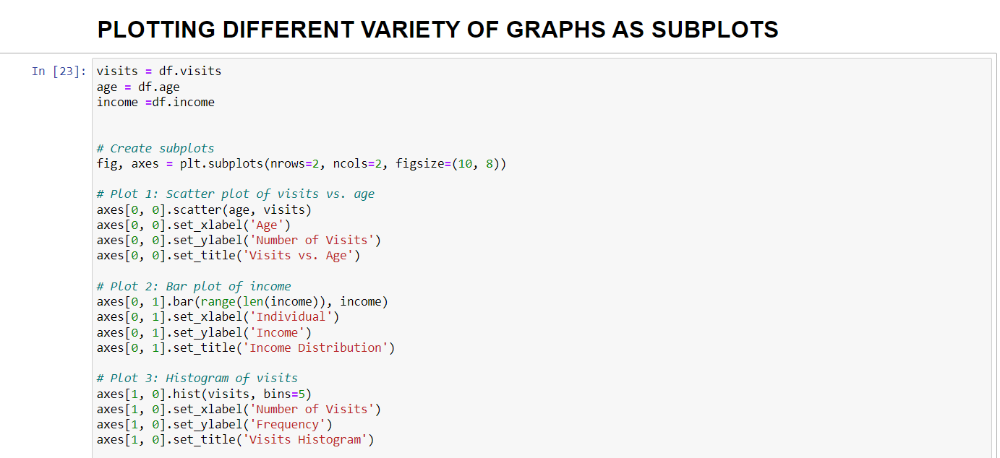 PLOTTING DIFFERENT VARIETY OF GRAPHS AS SUBPLOTS
In [23]:
visits = df.visits
age = df.age
income =df.income
# Create subplots
fig, axes = plt.subplots(nrows=2, ncols=2, figsize=(10, 8))
# Plot 1: Scatter plot of visits vs. age
axes[0, 0].scatter(age, visits)
axes[0, 0].set_xlabel('Age')
axes[0, 0].set_ylabel('Number of Visits')
axes[0, 0].set_title('Visits vs. Age')
# Plot 2: Bar plot of income
axes[0, 1].bar(range(len(income)), income)
axes[0, 1].set_xlabel('Individual')
axes[0, 1].set_ylabel('Income')
axes[0, 1].set_title('Income Distribution')
# Plot 3: Histogram of visits
axes[1, 0].hist(visits, bins=5)
axes[1, 0].set_xlabel('Number of Visits')
axes[1, 0].set_ylabel('Frequency')
axes[1, 0].set_title('Visits Histogram')